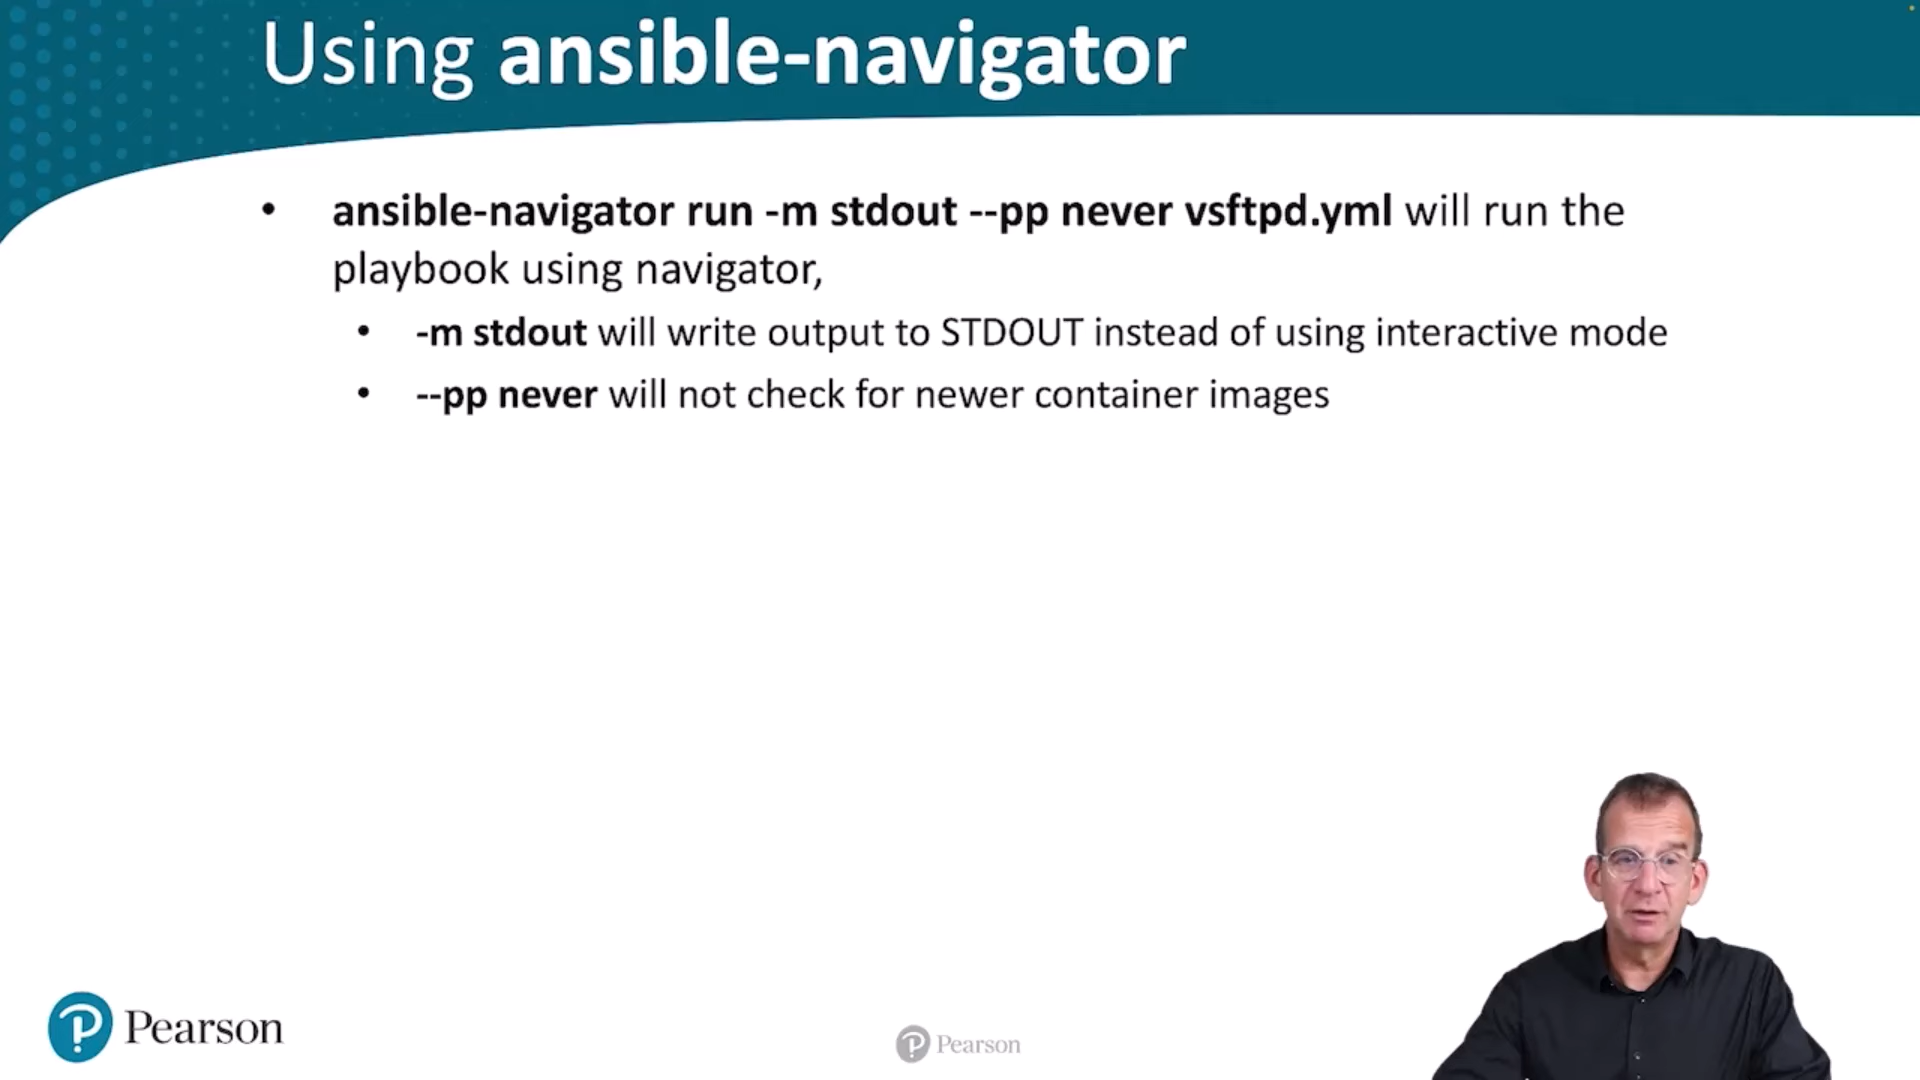 Using ansible-navigator
• ansible-navigator run -m stdout --pp never vsftpd.yml will run the
playbook using navigator,
• -m stdout will write output to STDOUT instead of using interactive mode
• --pp never will not check for newer container images
Pearson
Pearson